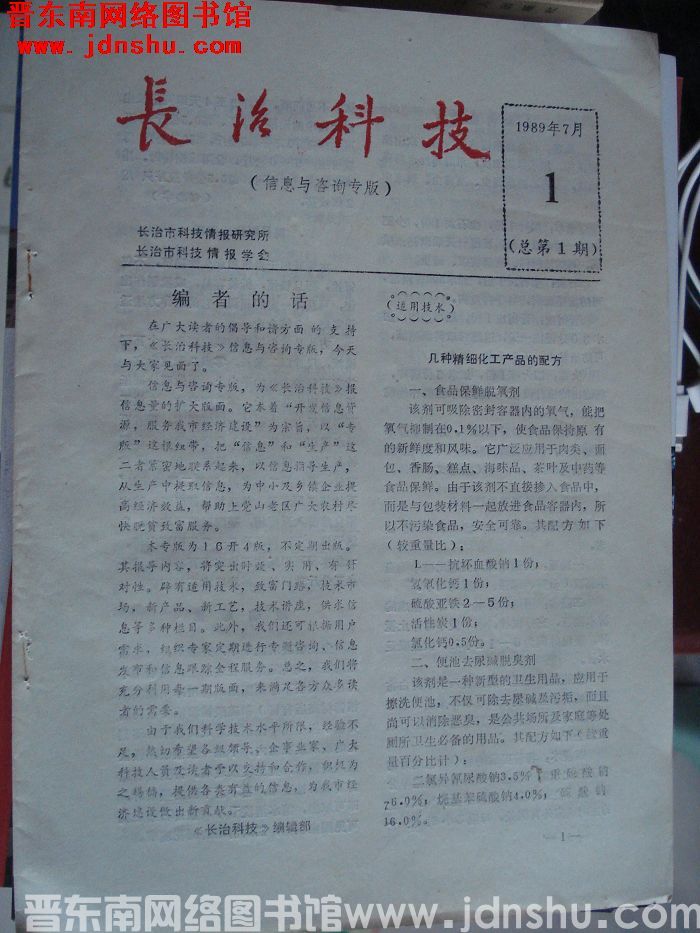 晋东南网络图书馆
www.jdnshu.com
長治科技
(信息与咨询专版)
1989年7月
1
(总第1期)
长治市科技情报研究所
长治市科技情报学会
编者的话
在广大读者的倡导和诸方面的支持
下,《长治科技》信息与咨询专版,今天
与大家见面了。
信息与咨询专版,为《长治科技》报
信息量的扩大版面。它本着“开发信息资
源,服务我市经济建设”为宗旨,以“专
版”这根纽带,把“信息”和“生产”这
二者紧密地联系起来,以信息指导生产,
从生产中提取信息,为中小及乡镇企业提
高经济效益,帮助上党山老区广大农村尽
快脱贫致富服务。
本专版为16开4版,不定期出版。
其报导内容,将突出时效、实用、有针
对性。辟有适用技术,致富门路,技术市
场,新产品、新工艺,技术讲座,供求信
息等多种栏目。此外,我们还可根据用户
需求,组织专家定期进行专题咨询、信息
发布和信息跟踪全程服务。总之,我们将
充分利用每一期版面,来满足各方众多读
者的需要。
由于我们科学技术水平所限,经验不
足,热切希望各级领导、企事业家、广大
科技人员及读者予以支持和合作,积极为
之赐稿,提供各类有益的信息,为我市经
济建设做出新贡献。
《长治科技》编辑部
适用技术
几种精细化工产品的配方
一、食品保鲜脱氧剂
该剂可吸除密封容器内的氧气,能把
氧气抑制在0.1%以下,使食品保持原有
的新鲜度和风味。它广泛应用于肉类、面
包、香肠、糕点、海味品、茶叶及中药等
食品保鲜。由于该剂不直接掺入食品中,
而是与包装材料一起放进食品容器内,所
以不污染食品,安全可靠。其配方如下
(较重量比):
L——抗坏血酸钠1份;
氢氧化钙1份;
硫酸亚铁2—5份;
活性炭1份;
氯化钙0.5份。
二、便池去尿碱脱臭剂
该剂是一种新型的卫生用品,应用于
擦洗便池,不仅可除去尿碱及污垢,而且
尚可以消除恶臭,是公共场所及家庭等处
厕所卫生必备的用品。其配方如下(较重
量百分比计):
二氯异氰尿酸钠3.5% 酸钠
76.0%;烷基苯硫酸钠4.0%; 酸钠
16.0%。
—1—
晋东南网络图书馆www.jdnshu.com